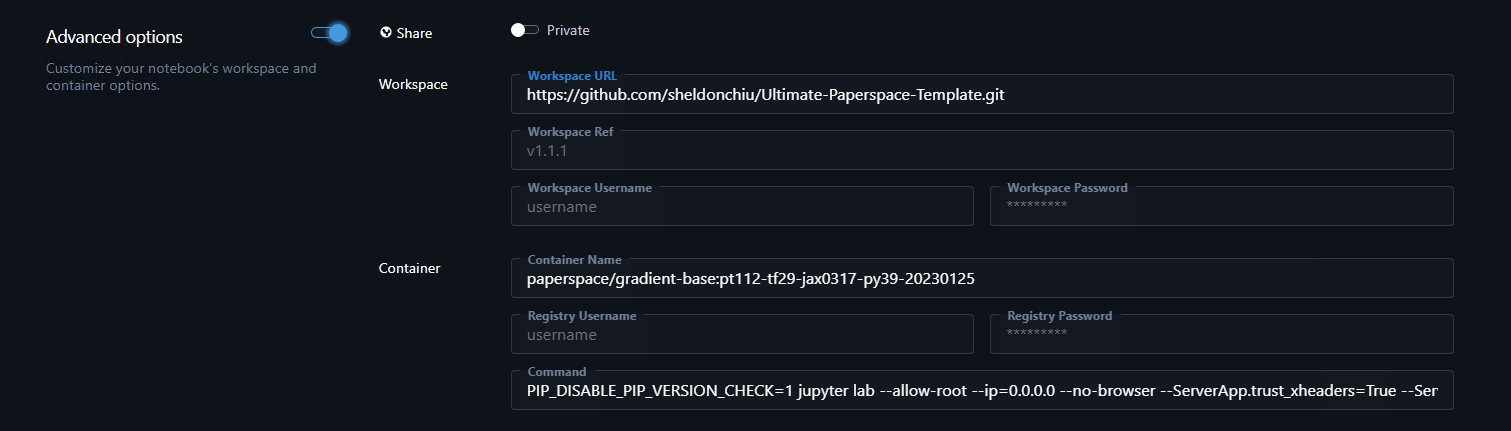 Advanced options
Customize your notebook's workspace and
container options.
Share
Private
Workspace
Workspace URL
https://github.com/sheldonchiu/Ultimate-Paperspace-Template.git
Workspace Ref
v1.1.1
Workspace Username
username
Workspace Password
*********
Container
Container Name
paperspace/gradient-base:pt112-tf29-jax0317-py39-20230125
Registry Username
username
Registry Password
*********
Command
PIP_DISABLE_PIP_VERSION_CHECK=1 jupyter lab --allow-root --ip=0.0.0.0 --no-browser --ServerApp.trust_xheaders=True --Ser